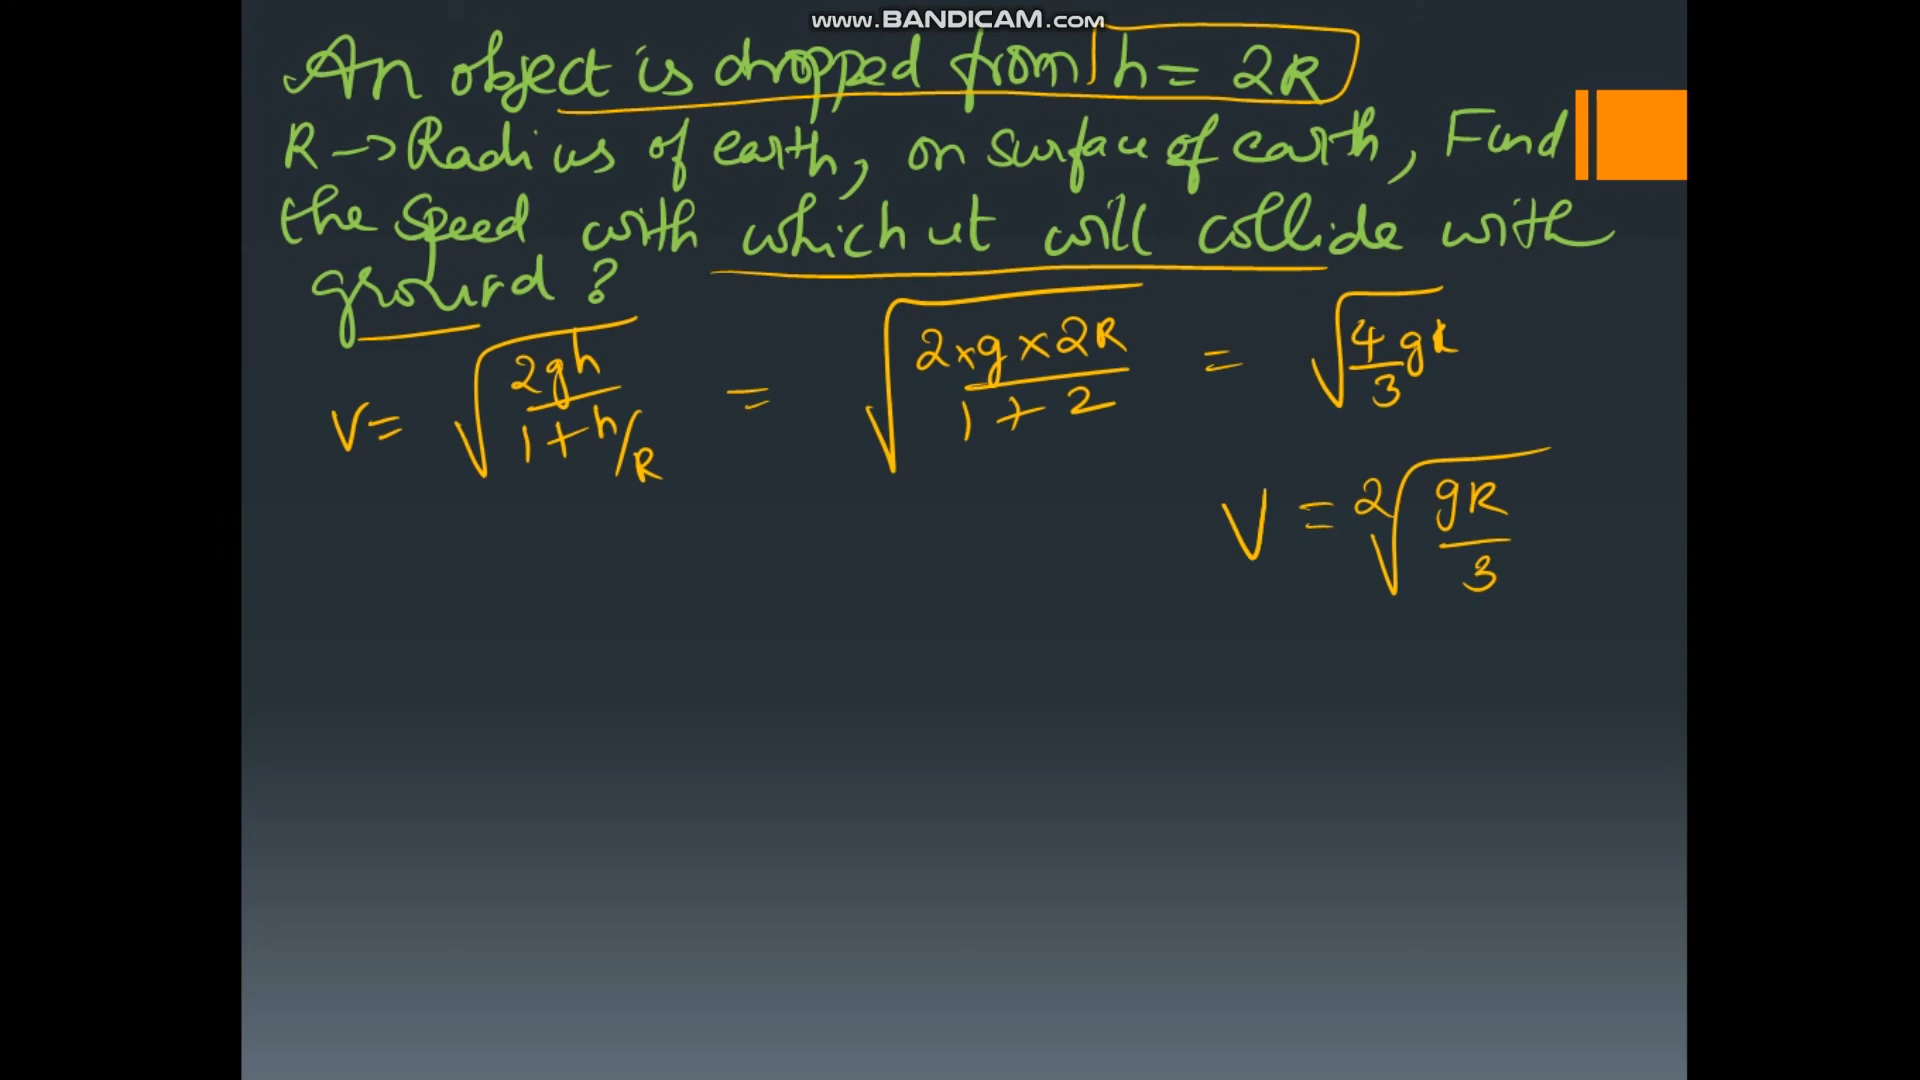 www.BANDICAM.com
An object is dropped from h = 2R
R → Radius of earth, on surface of earth, Find
the speed with which it will collide with
ground ?
V = √(2gh / (1 + h/R)) = √((2×g×2R) / (1+2)) = √(4/3 gR)
V = 2√(gR/3)